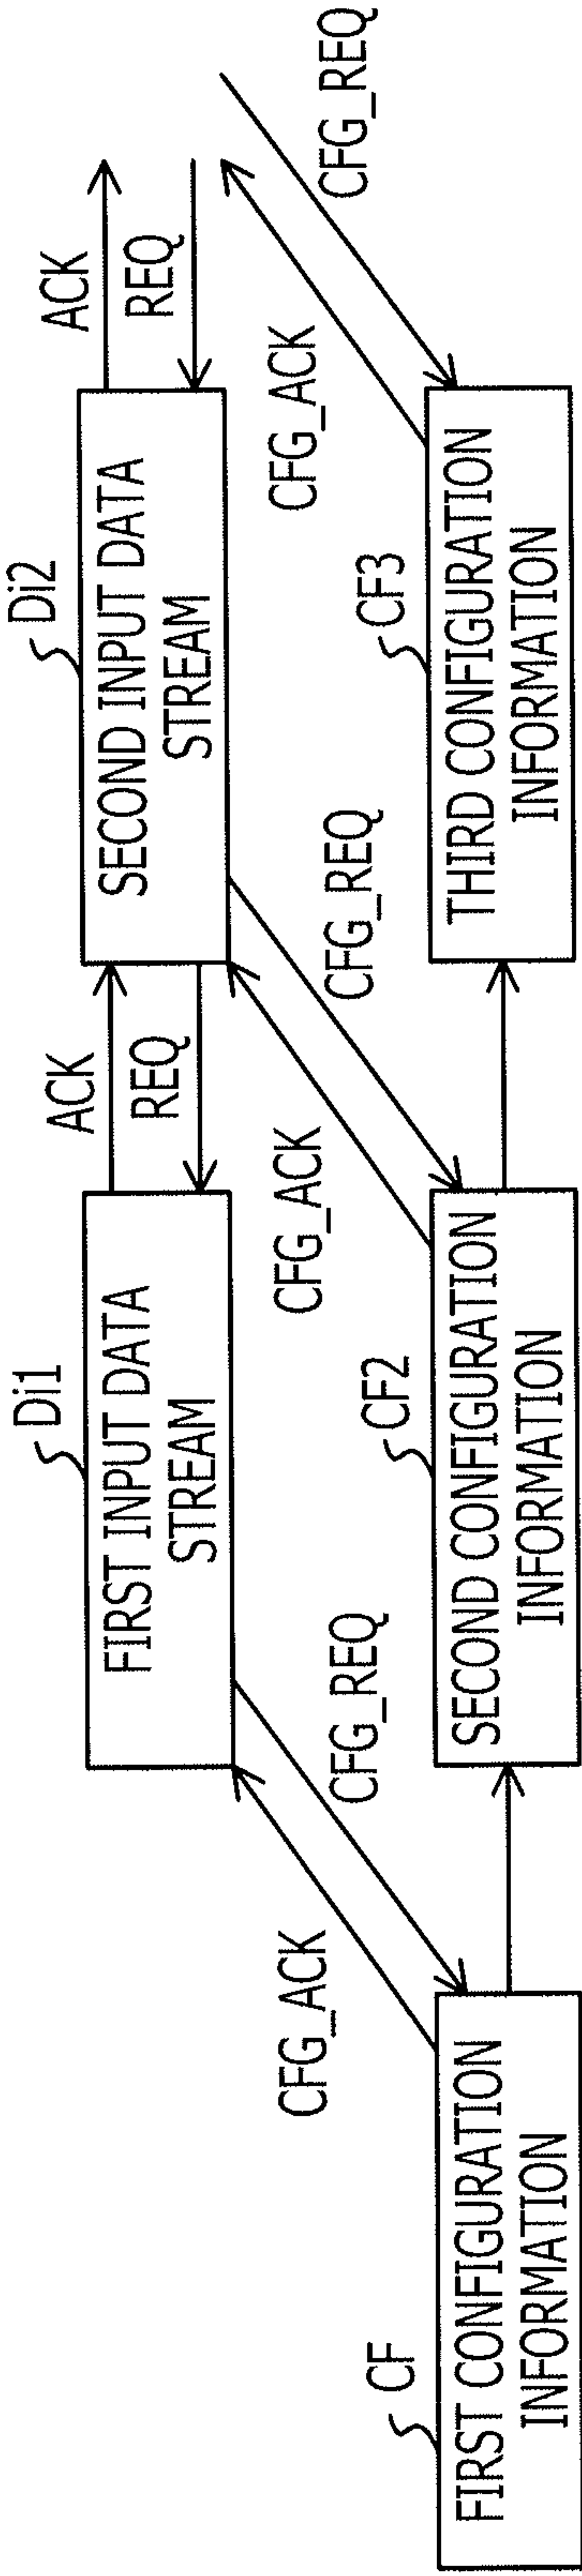 Di1
FIRST INPUT DATA
STREAM
ACK
REQ
Di2
SECOND INPUT DATA
STREAM
ACK
REQ
CFG_ACK
CFG_REQ
CFG_ACK
CFG_REQ
CFG_ACK
CFG_REQ
CF
FIRST CONFIGURATION
INFORMATION
CF2
SECOND CONFIGURATION
INFORMATION
CF3
THIRD CONFIGURATION
INFORMATION